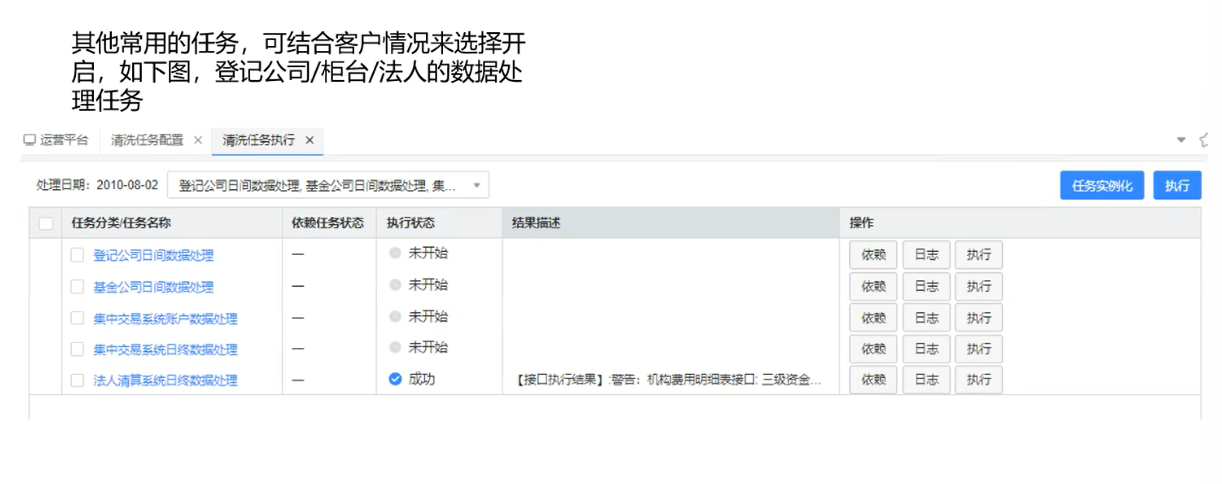 其他常用的任务，可结合客户情况来选择开
启，如下图，登记公司/柜台/法人的数据处
理任务
运营平台 清洗任务配置 × 清洗任务执行 ×
处理日期：2010-08-02 登记公司日间数据处理, 基金公司日间数据处理, 集... 任务实例化 执行
任务分类/任务名称 依赖任务状态 执行状态 结果描述 操作
登记公司日间数据处理 — 未开始 依赖 日志 执行
基金公司日间数据处理 — 未开始 依赖 日志 执行
集中交易系统账户数据处理 — 未开始 依赖 日志 执行
集中交易系统日终数据处理 — 未开始 依赖 日志 执行
法人清算系统日终数据处理 — 成功 【接口执行结果】:警告：机构费用明细表接口: 三级资金... 依赖 日志 执行